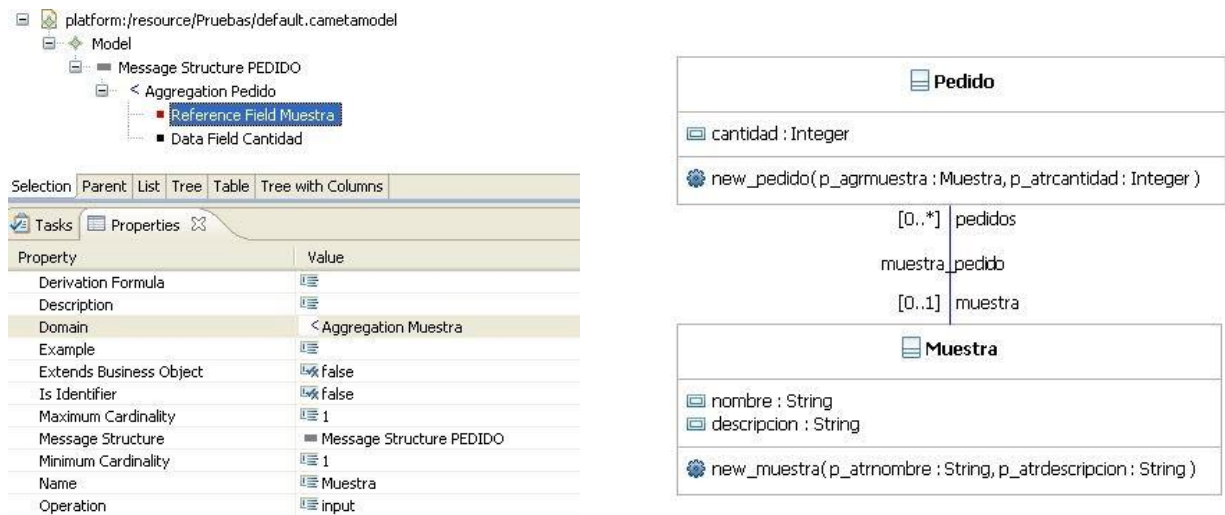 platform:/resource/Pruebas/default.cametamodel
Model
Message Structure PEDIDO
Aggregation Pedido
Reference Field Muestra
Data Field Cantidad
Selection Parent List Tree Table Tree with Columns
Tasks Properties
Property Value
Derivation Formula
Description
Domain Aggregation Muestra
Example
Extends Business Object false
Is Identifier false
Maximum Cardinality 1
Message Structure Message Structure PEDIDO
Minimum Cardinality 1
Name Muestra
Operation input
Pedido
cantidad : Integer
new_pedido( p_agrmuestra : Muestra, p_atrcantidad : Integer )
[0..*] pedidos
muestra_pedido
[0..1] muestra
Muestra
nombre : String
descripcion : String
new_muestra( p_atrnombre : String, p_atrdescripcion : String )